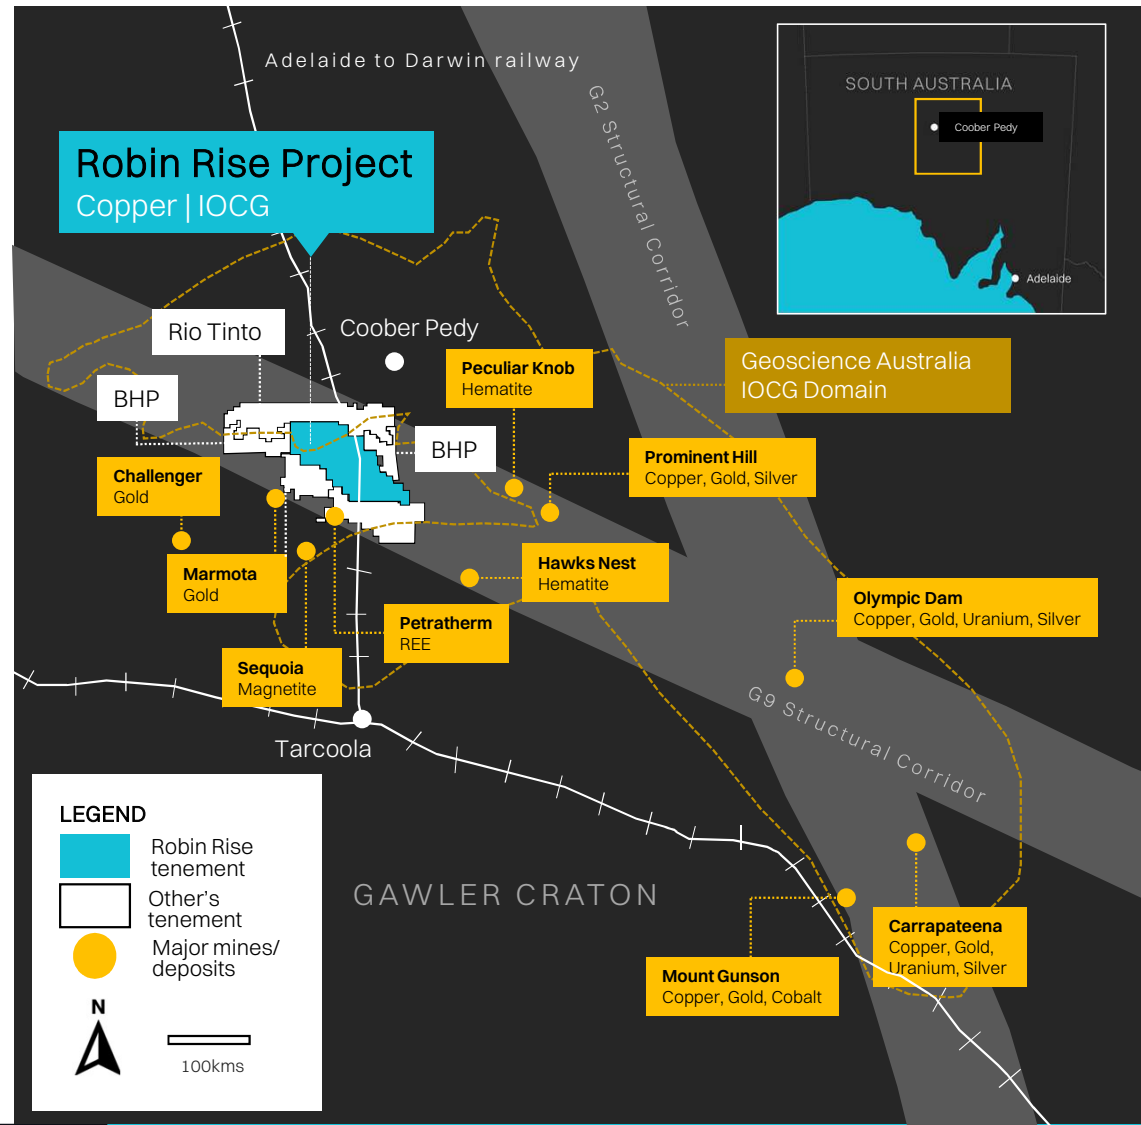 Adelaide to Darwin railway
G2 Structural Corridor
SOUTH AUSTRALIA
Coober Pedy
Adelaide
Robin Rise Project
Copper | IOCG
Rio Tinto
Coober Pedy
BHP
BHP
Peculiar Knob
Hematite
Geoscience Australia
IOCG Domain
Prominent Hill
Copper, Gold, Silver
Challenger
Gold
Marmota
Gold
Hawks Nest
Hematite
Olympic Dam
Copper, Gold, Uranium, Silver
Petratherm
REE
Sequoia
Magnetite
G9 Structural Corridor
Tarcoola
GAWLER CRATON
Carrapateena
Copper, Gold,
Uranium, Silver
Mount Gunson
Copper, Gold, Cobalt
LEGEND
Robin Rise
tenement
Other's
tenement
Major mines/
deposits
N
100kms